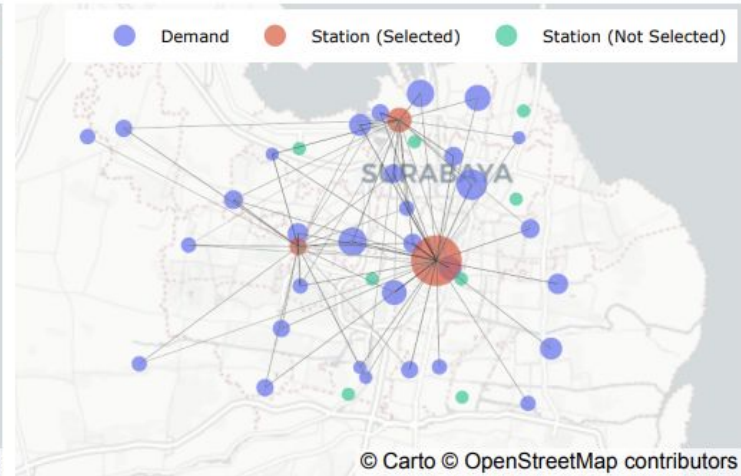 Demand Station (Selected) Station (Not Selected)
SURABAYA
© Carto © OpenStreetMap contributors